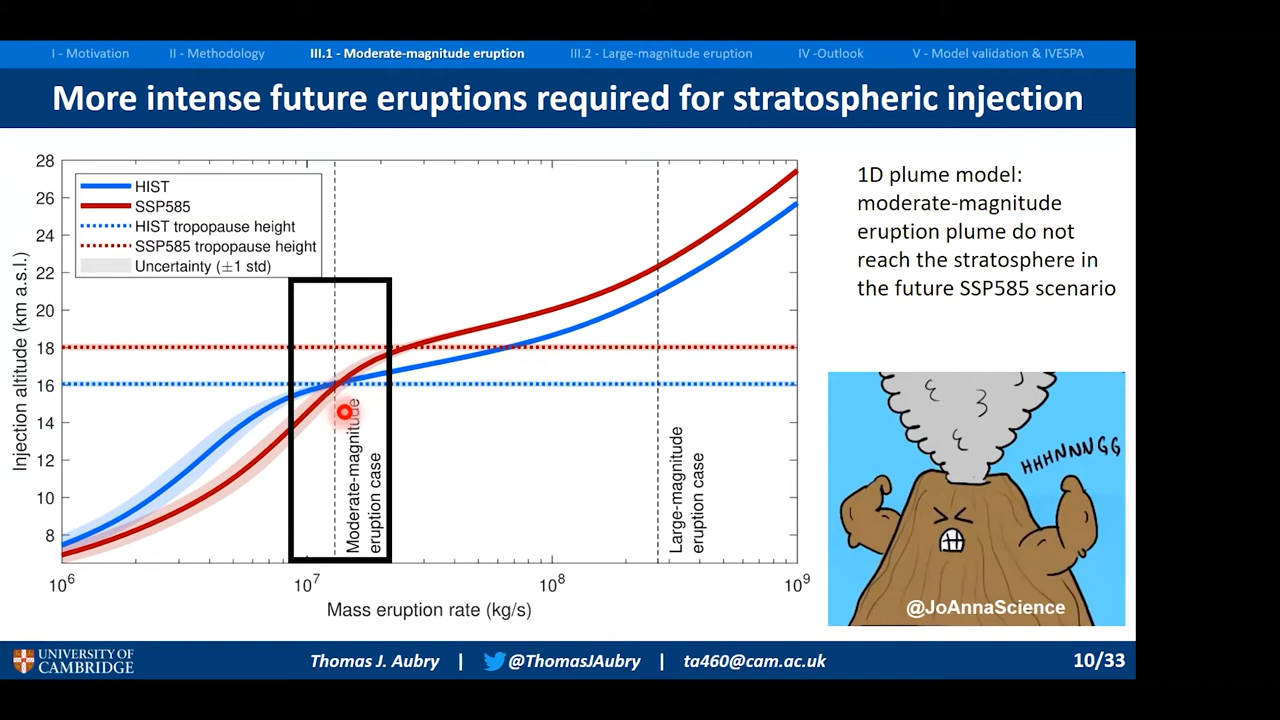 I - Motivation II - Methodology III.1 - Moderate-magnitude eruption III.2 - Large-magnitude eruption IV -Outlook V - Model validation & IVESPA
More intense future eruptions required for stratospheric injection
28
26
24
22
20
18
16
14
12
10
8
Injection altitude (km a.s.l.)
HIST
SSP585
HIST tropopause height
SSP585 tropopause height
Uncertainty (±1 std)
Moderate-magnitude
eruption case
Large-magnitude
eruption case
10⁶ 10⁷ 10⁸ 10⁹
Mass eruption rate (kg/s)
1D plume model:
moderate-magnitude
eruption plume do not
reach the stratosphere in
the future SSP585 scenario
HHHNNNGG
@JoAnnaScience
UNIVERSITY OF
CAMBRIDGE
Thomas J. Aubry | @ThomasJAubry | ta460@cam.ac.uk
10/33